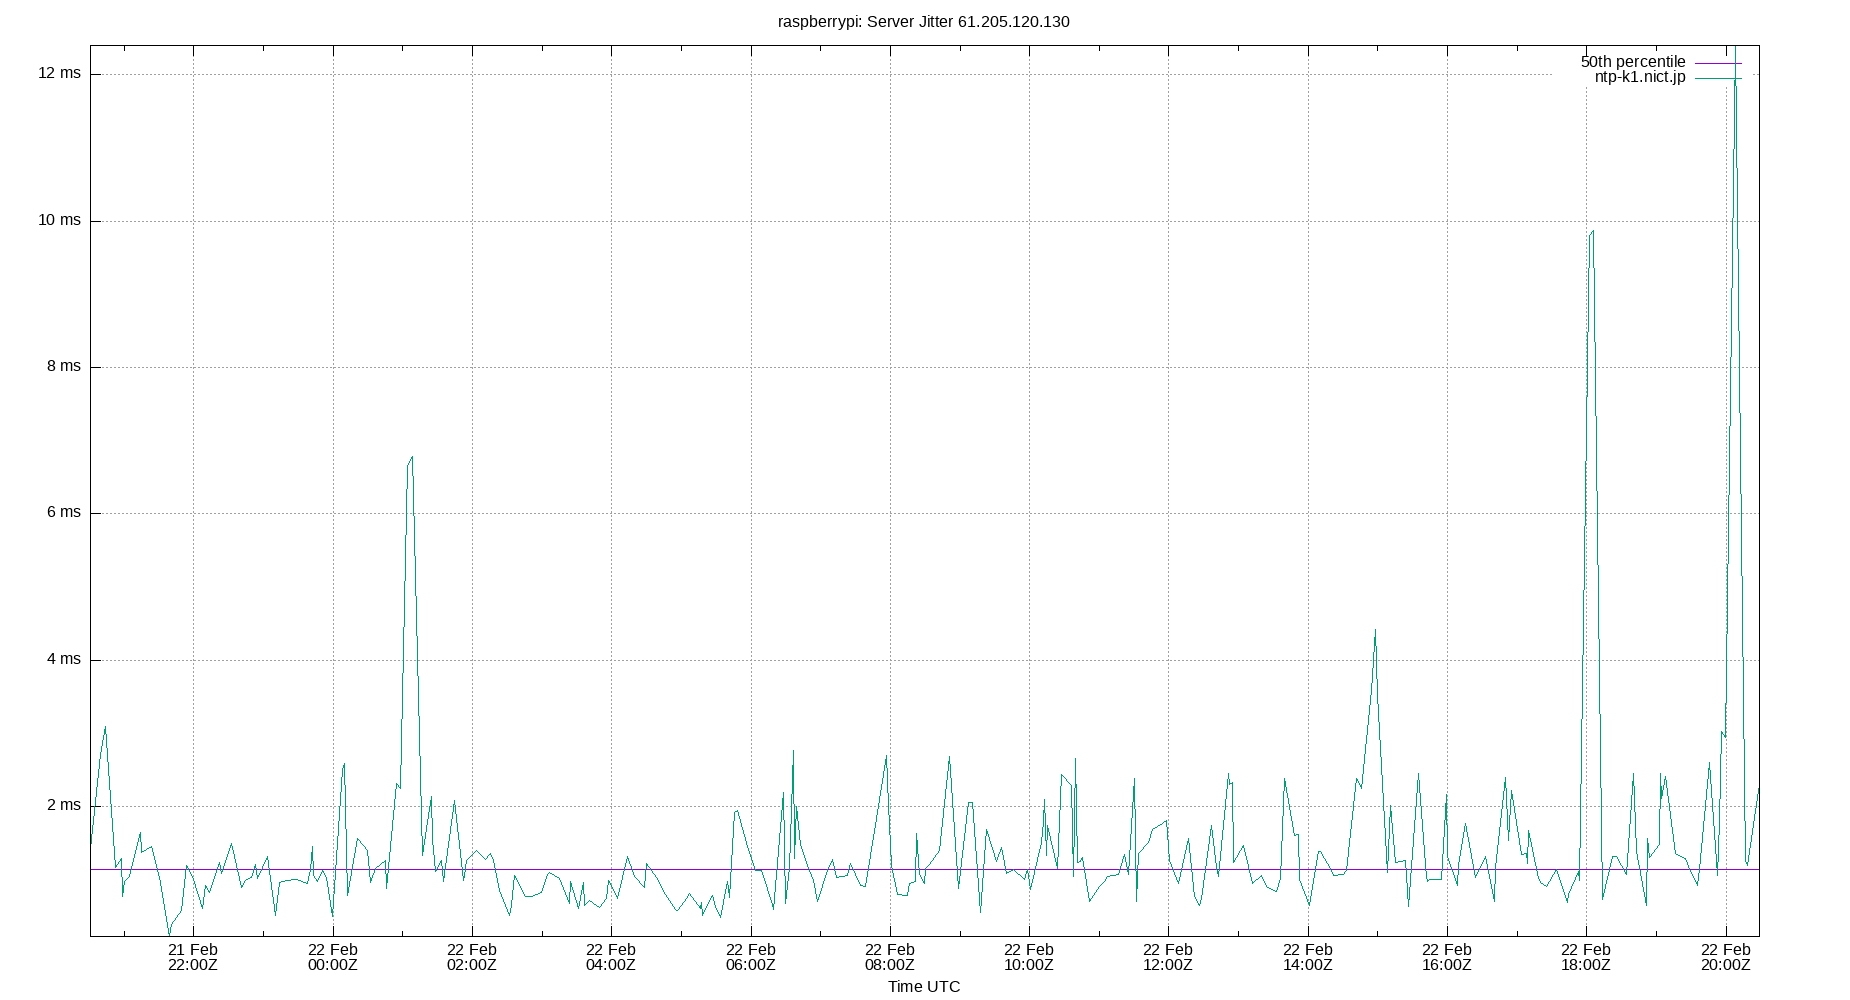 raspberrypi: Server Jitter 61.205.120.130
50th percentile
ntp-k1.nict.jp
12 ms
10 ms
8 ms
6 ms
4 ms
2 ms
21 Feb 22 Feb 22 Feb 22 Feb 22 Feb 22 Feb 22 Feb 22 Feb 22 Feb 22 Feb 22 Feb 22 Feb
22:00Z 00:00Z 02:00Z 04:00Z 06:00Z 08:00Z 10:00Z 12:00Z 14:00Z 16:00Z 18:00Z 20:00Z
Time UTC